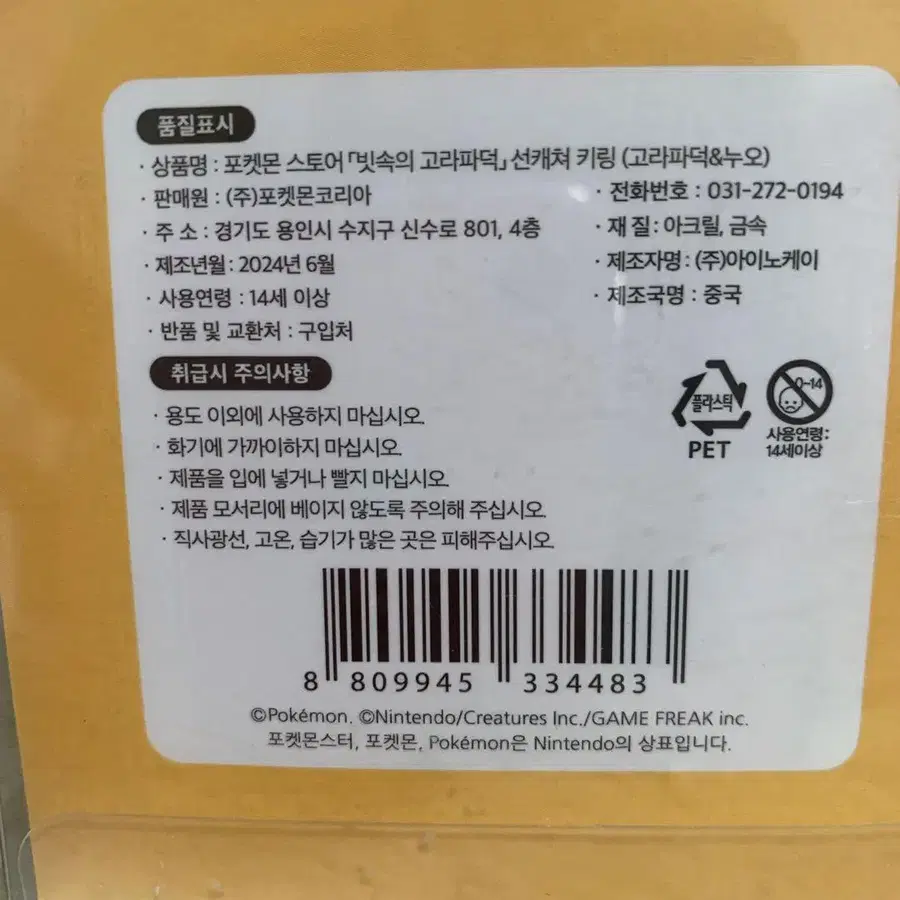 품질표시
· 상품명 : 포켓몬 스토어 「빗속의 고라파덕」 선캐쳐 키링 (고라파덕&누오)
· 판매원 : (주)포켓몬코리아
· 전화번호 : 031-272-0194
· 주 소 : 경기도 용인시 수지구 신수로 801, 4층
· 재 질 : 아크릴, 금속
· 제조년월 : 2024년 6월
· 제조자명 : (주)아이노케이
· 사용연령 : 14세 이상
· 제조국명 : 중국
· 반품 및 교환처 : 구입처
취급시 주의사항
· 용도 이외에 사용하지 마십시오.
· 화기에 가까이하지 마십시오.
· 제품을 입에 넣거나 빨지 마십시오.
· 제품 모서리에 베이지 않도록 주의해 주십시오.
· 직사광선, 고온, 습기가 많은 곳은 피해주십시오.
플라스틱
PET
0-14
사용연령:
14세이상
8 809945 334483
©Pokémon. ©Nintendo/Creatures Inc./GAME FREAK inc.
포켓몬스터, 포켓몬, Pokémon은 Nintendo의 상표입니다.